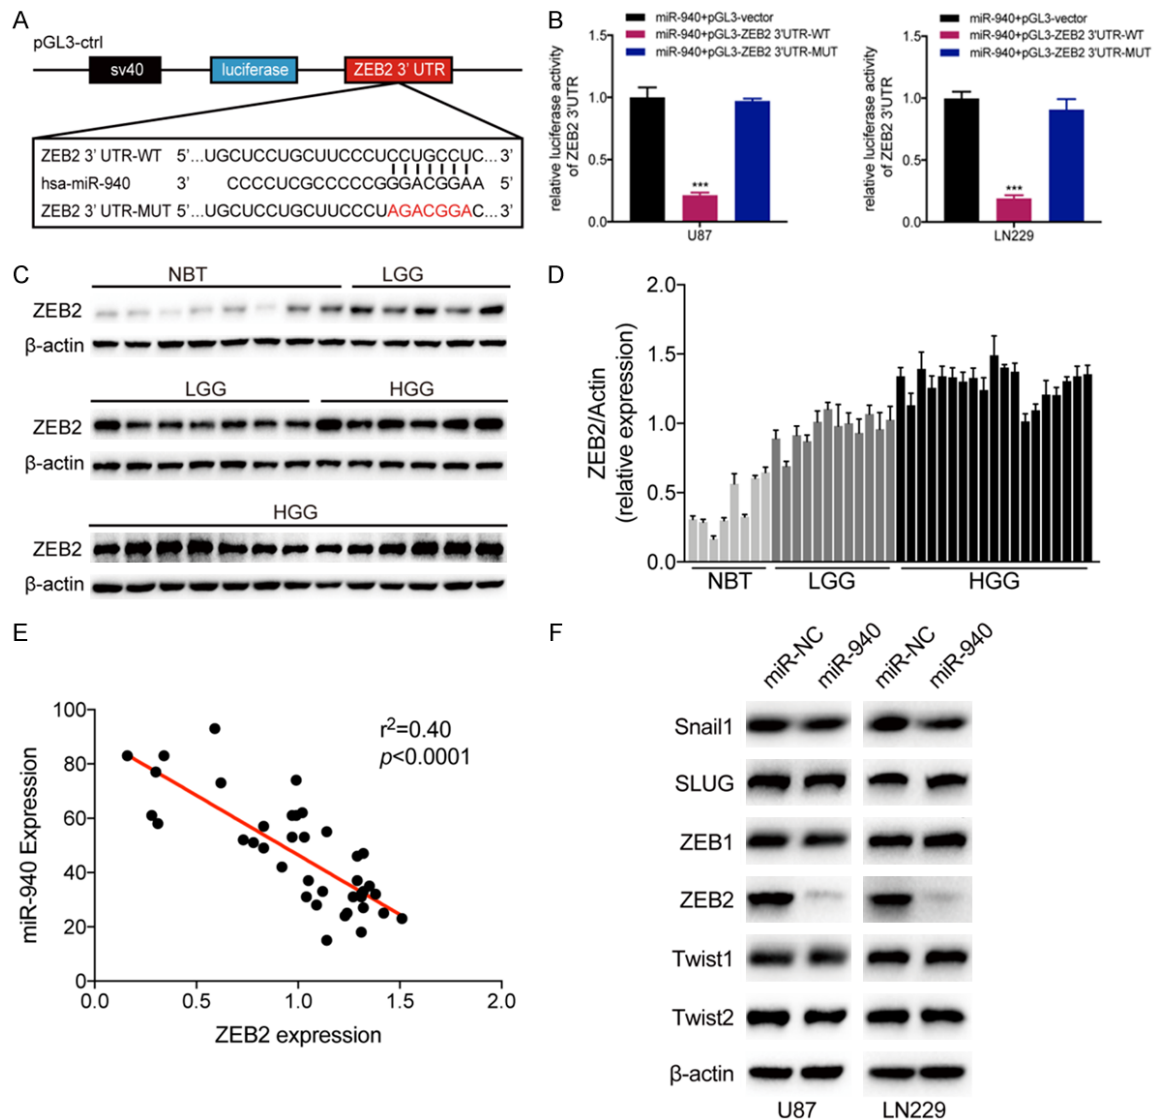 A
pGL3-ctrl
sv40 luciferase ZEB2 3' UTR
ZEB2 3' UTR-WT 5'...UGCUCCUGCUUCCCUCCUGCCUC... 3'
hsa-miR-940 3' CCCCUCGCCCCCGGGACGGAA 5'
ZEB2 3' UTR-MUT 5'...UGCUCCUGCUUCCCUAGACGGAC... 3'
B
miR-940+pGL3-vector
miR-940+pGL3-ZEB2 3'UTR-WT
miR-940+pGL3-ZEB2 3'UTR-MUT
relative luciferase activity
of ZEB2 3'UTR
1.5
1.0
0.5
0.0
***
U87
miR-940+pGL3-vector
miR-940+pGL3-ZEB2 3'UTR-WT
miR-940+pGL3-ZEB2 3'UTR-MUT
relative luciferase activity
of ZEB2 3'UTR
1.5
1.0
0.5
0.0
***
LN229
C
NBT LGG
ZEB2
β-actin
LGG HGG
ZEB2
β-actin
HGG
ZEB2
β-actin
D
ZEB2/Actin
(relative expression)
2.0
1.5
1.0
0.5
0.0
NBT LGG HGG
E
miR-940 Expression
100
80
60
40
20
0
r²=0.40
p<0.0001
0.0 0.5 1.0 1.5 2.0
ZEB2 expression
F
miR-NC miR-940 miR-NC miR-940
Snail1
SLUG
ZEB1
ZEB2
Twist1
Twist2
β-actin
U87 LN229